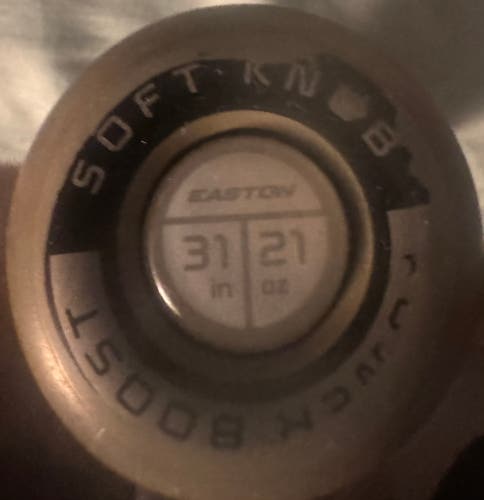 SOFT KNOB
EASTON
31 21
in oz
BOOST